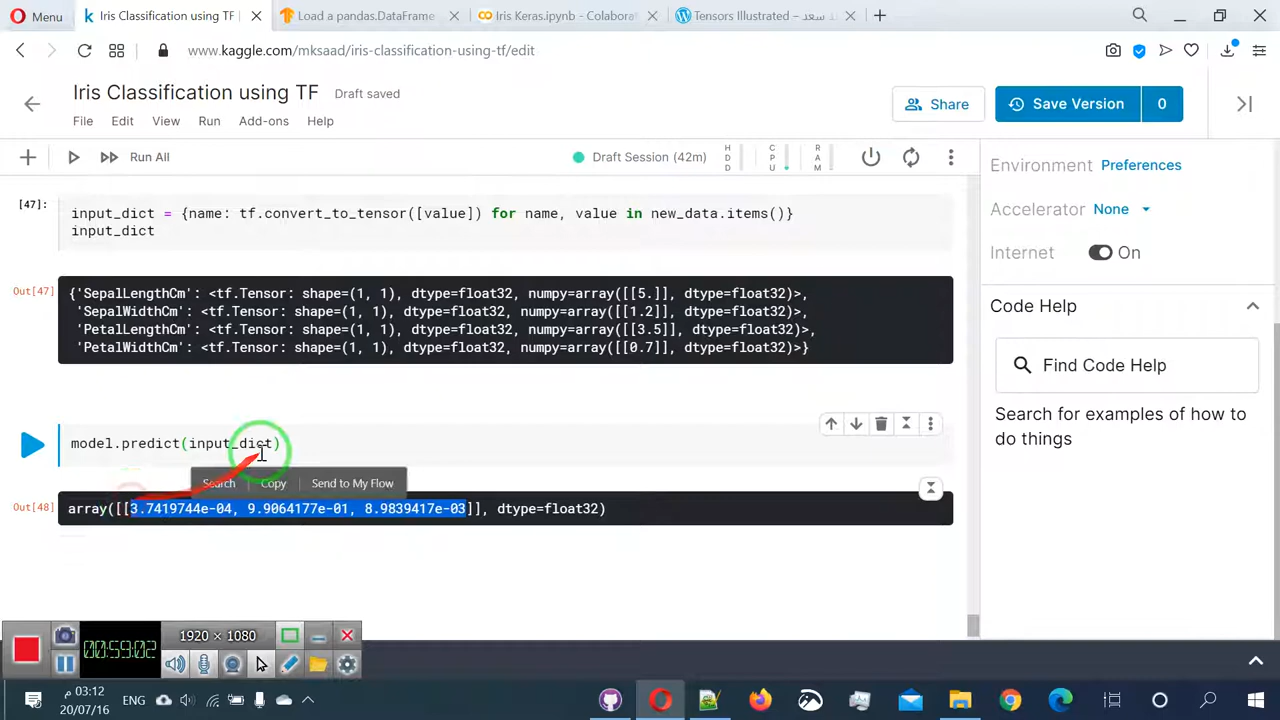 Menu
Iris Classification using TF
Load a pandas.DataFrame
Iris Keras.ipynb - Colabora
Tensors Illustrated – د سعد
www.kaggle.com/mksaad/iris-classification-using-tf/edit
Iris Classification using TF
Draft saved
File Edit View Run Add-ons Help
Share
Save Version 0
Run All
Draft Session (42m)
HDD
CPU
RAM
Environment Preferences
Accelerator None
Internet On
Code Help
Find Code Help
Search for examples of how to
do things
[47]:
input_dict = {name: tf.convert_to_tensor([value]) for name, value in new_data.items()}
input_dict
Out[47]
{'SepalLengthCm': <tf.Tensor: shape=(1, 1), dtype=float32, numpy=array([[5.]], dtype=float32)>,
'SepalWidthCm': <tf.Tensor: shape=(1, 1), dtype=float32, numpy=array([[1.2]], dtype=float32)>,
'PetalLengthCm': <tf.Tensor: shape=(1, 1), dtype=float32, numpy=array([[3.5]], dtype=float32)>,
'PetalWidthCm': <tf.Tensor: shape=(1, 1), dtype=float32, numpy=array([[0.7]], dtype=float32)>}
model.predict(input_dict)
Search Copy Send to My Flow
Out[48]
array([[3.7419744e-04, 9.9064177e-01, 8.9839417e-03]], dtype=float32)
00:59:02
1920 × 1080
03:12 م
20/07/16
ENG